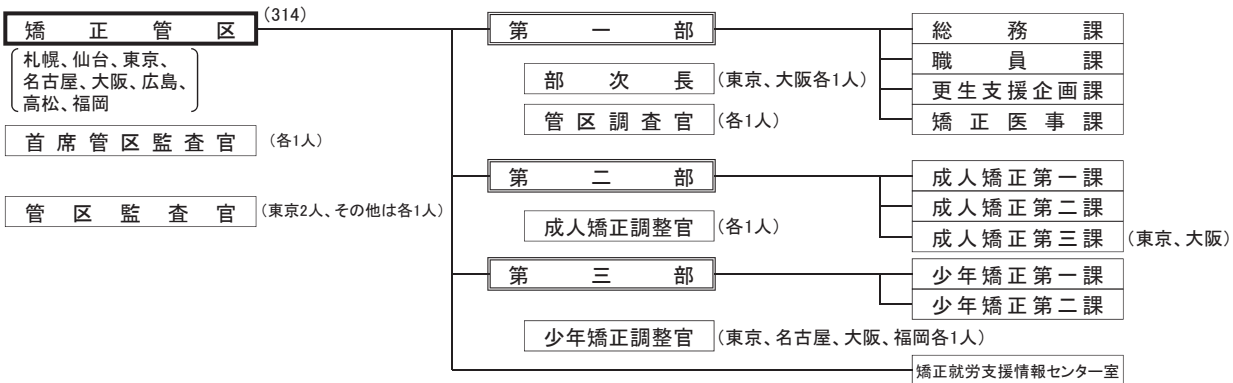 矯正管区 (314)
札幌、仙台、東京、
名古屋、大阪、広島、
高松、福岡
首席管区監査官 (各1人)
管区監査官 (東京2人、その他は各1人)
第一部
部次長 (東京、大阪各1人)
管区調査官 (各1人)
総務課
職員課
更生支援企画課
矯正医事課
第二部
成人矯正調整官 (各1人)
成人矯正第一課
成人矯正第二課
成人矯正第三課 (東京、大阪)
第三部
少年矯正調整官 (東京、名古屋、大阪、福岡各1人)
少年矯正第一課
少年矯正第二課
矯正就労支援情報センター室